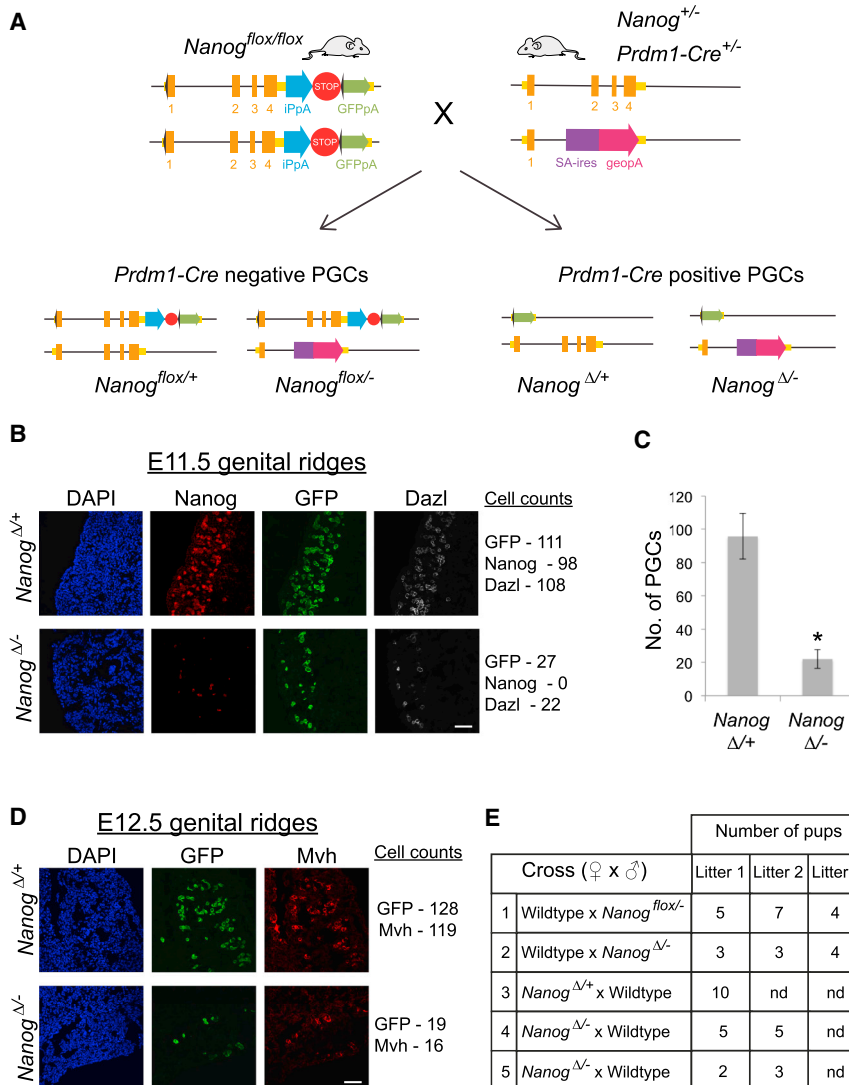 A
Nanog^flox/flox
Nanog^+/-
Prdm1-Cre^+/-
STOP
1 2 3 4 iPpA GFPpA
1 2 3 4
X
STOP
1 2 3 4 iPpA GFPpA
1 SA-ires geopA
Prdm1-Cre negative PGCs
Prdm1-Cre positive PGCs
Nanog^flox/+
Nanog^flox/-
Nanog^Δ/+
Nanog^Δ/-
B
E11.5 genital ridges
DAPI Nanog GFP Dazl Cell counts
Nanog^Δ/+
GFP - 111
Nanog - 98
Dazl - 108
Nanog^Δ/-
GFP - 27
Nanog - 0
Dazl - 22
C
No. of PGCs
120
100
80
60
40
20
0
*
Nanog Δ/+
Nanog Δ/-
D
E12.5 genital ridges
DAPI GFP Mvh Cell counts
Nanog^Δ/+
GFP - 128
Mvh - 119
Nanog^Δ/-
GFP - 19
Mvh - 16
E
Number of pups
Cross (♀ x ♂) Litter 1 Litter 2 Litter
1 Wildtype x Nanog^flox/- 5 7 4
2 Wildtype x Nanog^Δ/- 3 3 4
3 Nanog^Δ/+ x Wildtype 10 nd nd
4 Nanog^Δ/- x Wildtype 5 5 nd
5 Nanog^Δ/- x Wildtype 2 3 nd